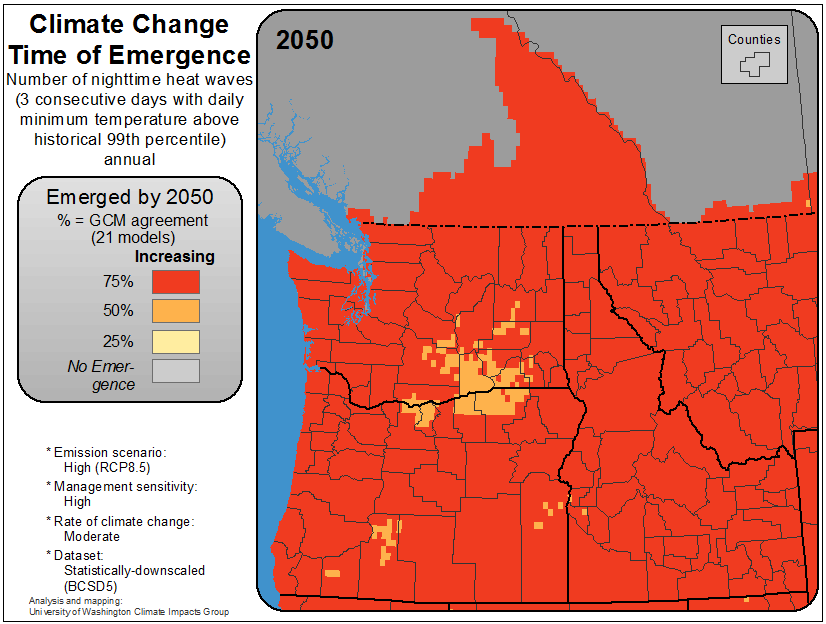 Climate Change
Time of Emergence
Number of nighttime heat waves
(3 consecutive days with daily
minimum temperature above
historical 99th percentile)
annual
Emerged by 2050
% = GCM agreement
(21 models)
Increasing
75%
50%
25%
No Emer-
gence
* Emission scenario:
High (RCP8.5)
* Management sensitivity:
High
* Rate of climate change:
Moderate
* Dataset:
Statistically-downscaled
(BCSD5)
Analysis and mapping:
University of Washington Climate Impacts Group
2050
Counties